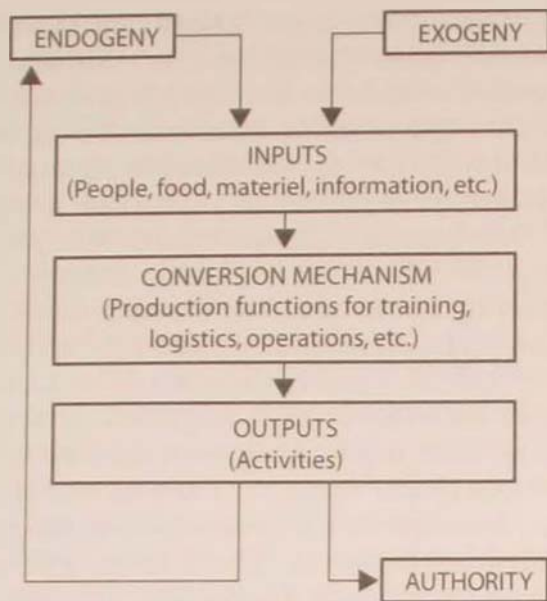 ENDOGENY
EXOGENY
INPUTS
(People, food, materiel, information, etc.)
CONVERSION MECHANISM
(Production functions for training,
logistics, operations, etc.)
OUTPUTS
(Activities)
AUTHORITY